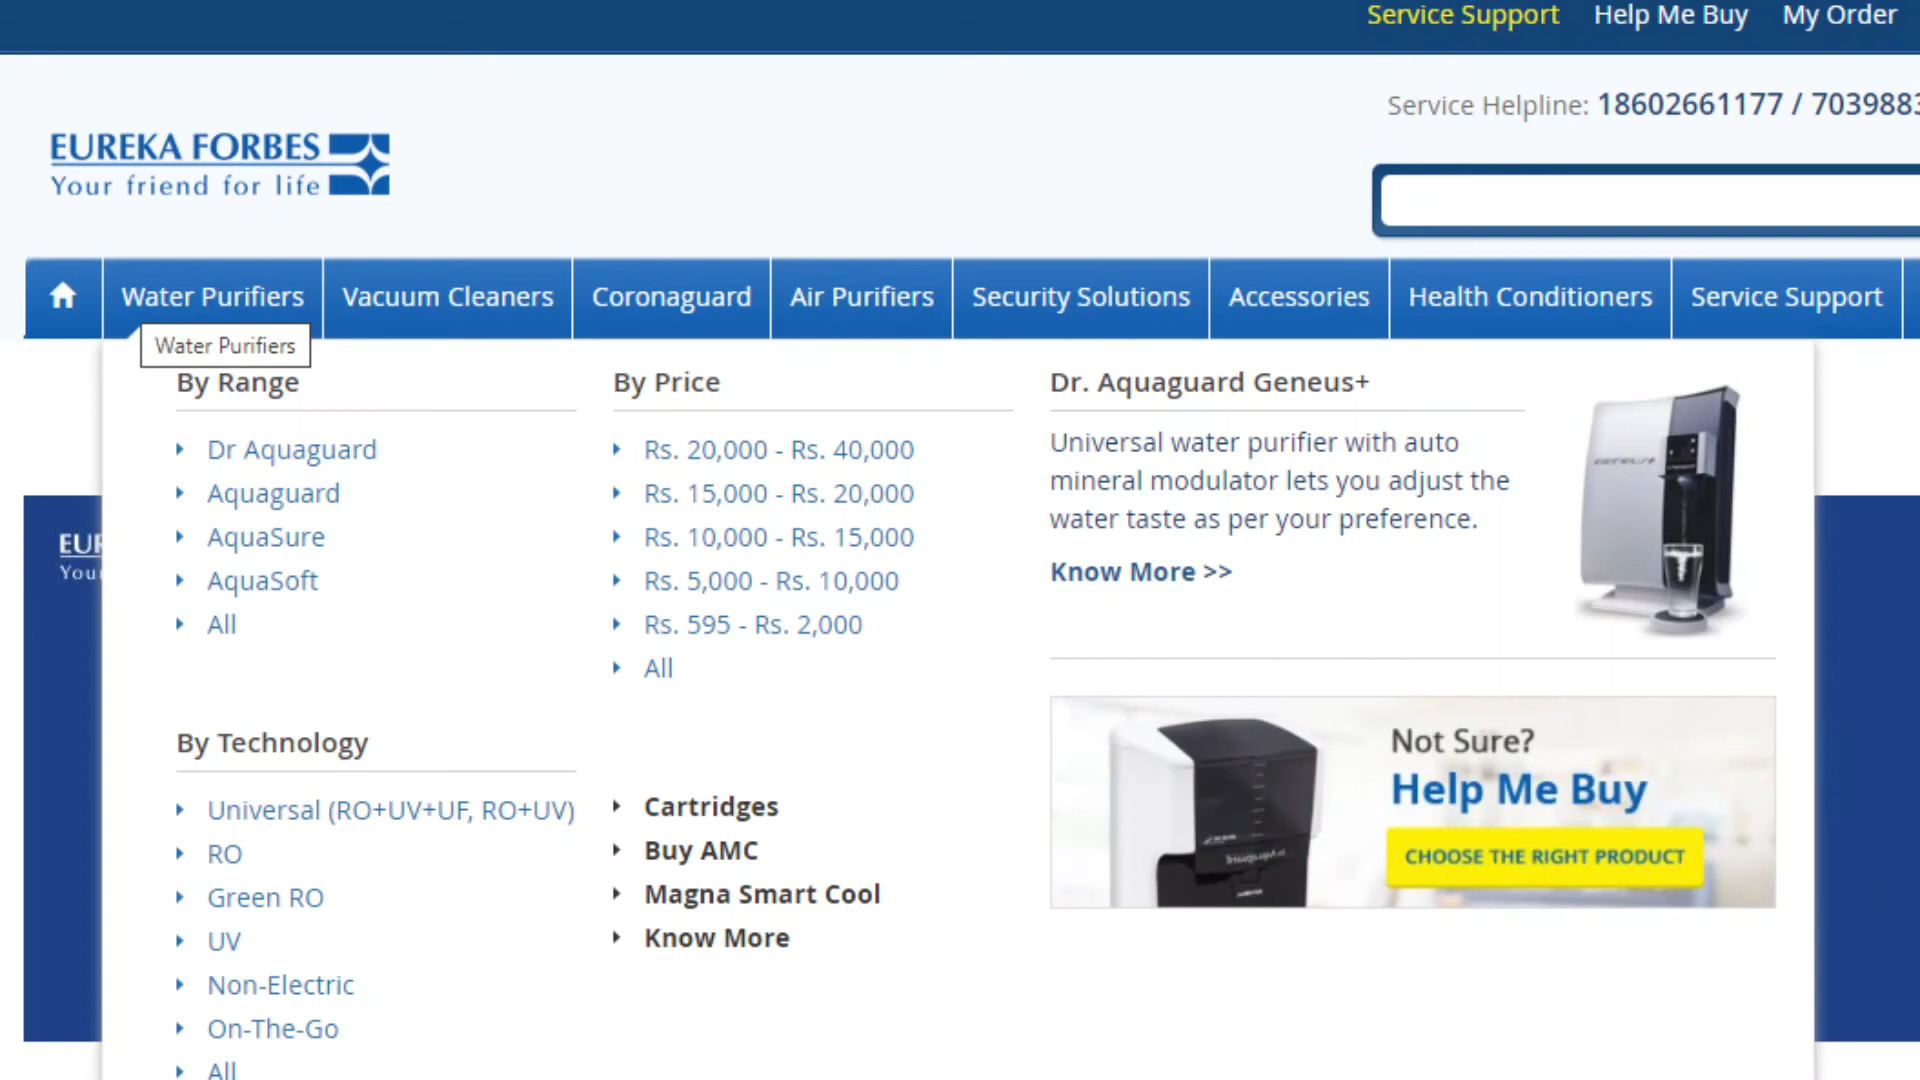 Service Support Help Me Buy My Order
Service Helpline: 18602661177 / 7039883
EUREKA FORBES
Your friend for life
Water Purifiers Vacuum Cleaners Coronaguard Air Purifiers Security Solutions Accessories Health Conditioners Service Support
Water Purifiers
By Range
Dr Aquaguard
Aquaguard
AquaSure
AquaSoft
All
By Price
Rs. 20,000 - Rs. 40,000
Rs. 15,000 - Rs. 20,000
Rs. 10,000 - Rs. 15,000
Rs. 5,000 - Rs. 10,000
Rs. 595 - Rs. 2,000
All
Dr. Aquaguard Geneus+
Universal water purifier with auto
mineral modulator lets you adjust the
water taste as per your preference.
Know More >>
GENEUS+
EUR
Your
By Technology
Universal (RO+UV+UF, RO+UV)
RO
Green RO
UV
Non-Electric
On-The-Go
All
Cartridges
Buy AMC
Magna Smart Cool
Know More
Not Sure?
Help Me Buy
CHOOSE THE RIGHT PRODUCT